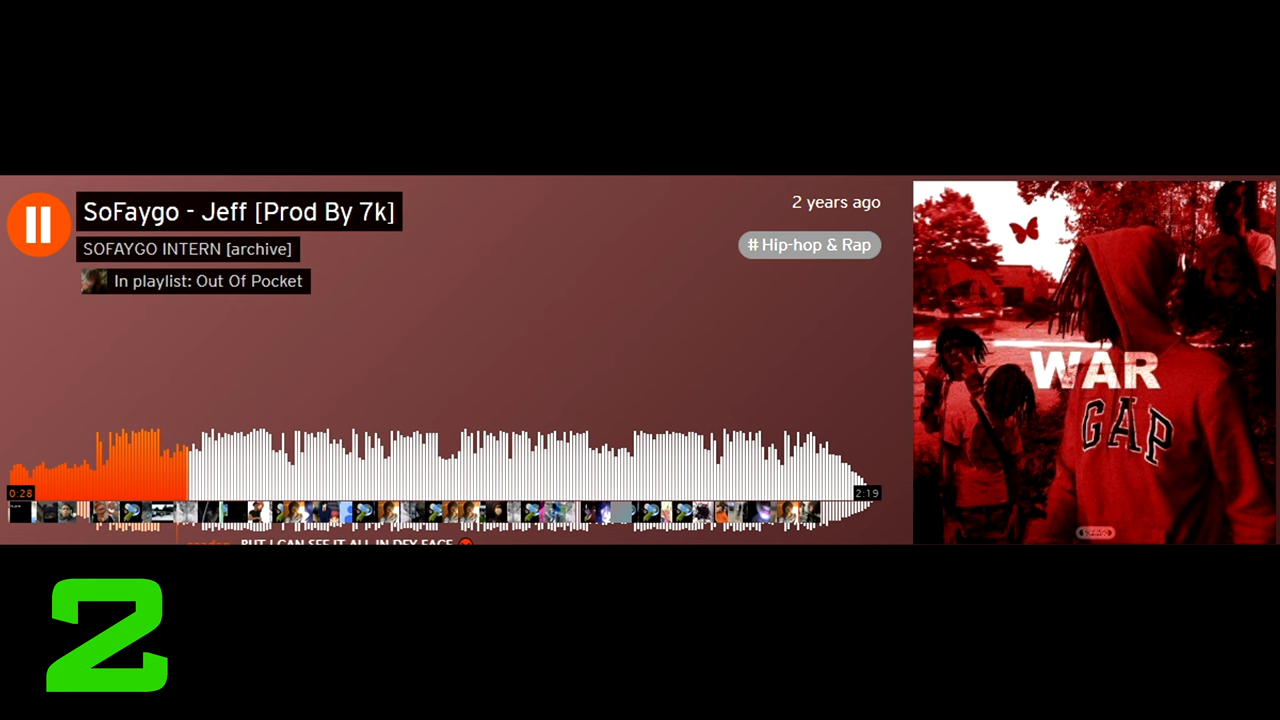 SoFaygo - Jeff [Prod By 7k]
SOFAYGO INTERN [archive]
In playlist: Out Of Pocket
2 years ago
# Hip-hop & Rap
WAR
GAP
0:28
2:19
BUT I CAN SEE IT ALL IN DEY FACE
2